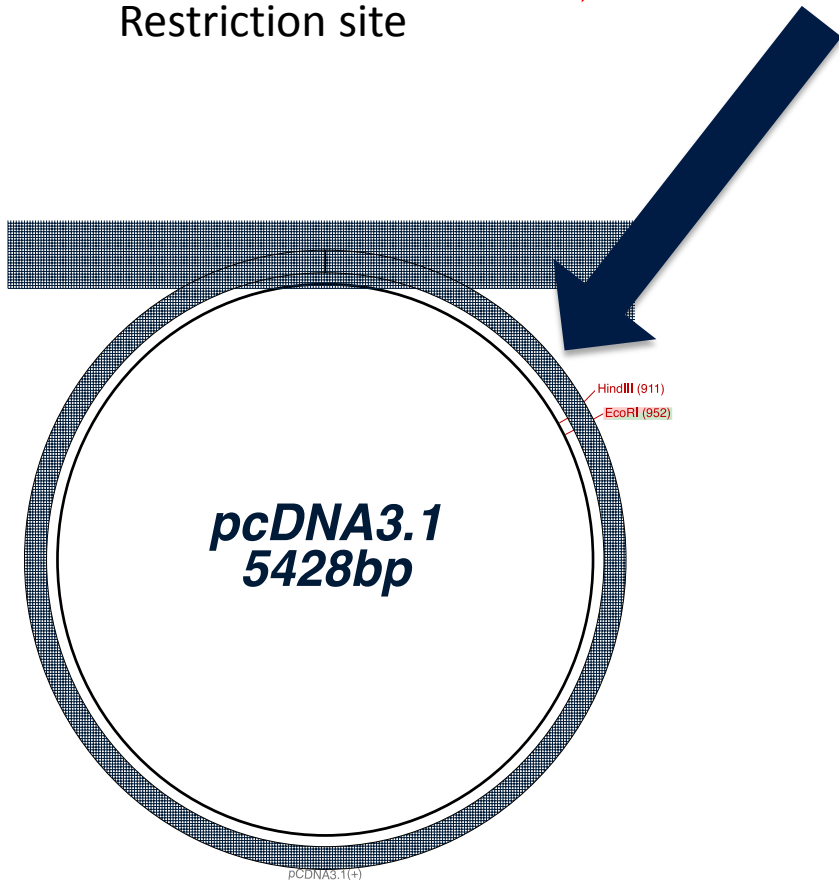 Restriction site
HindIII (911)
EcoRI (952)
pcDNA3.1
5428bp
pCDNA3.1(+)